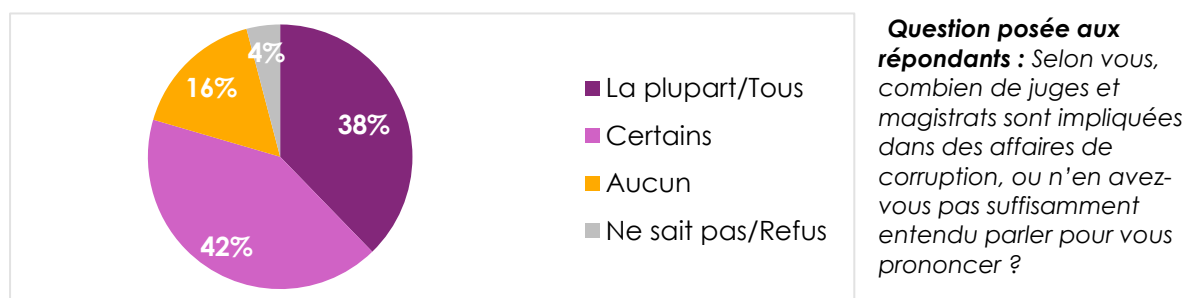 4%
16%
38%
42%
La plupart/Tous
Certains
Aucun
Ne sait pas/Refus
Question posée aux
répondants : Selon vous,
combien de juges et
magistrats sont impliquées
dans des affaires de
corruption, ou n’en avez-
vous pas suffisamment
entendu parler pour vous
prononcer ?